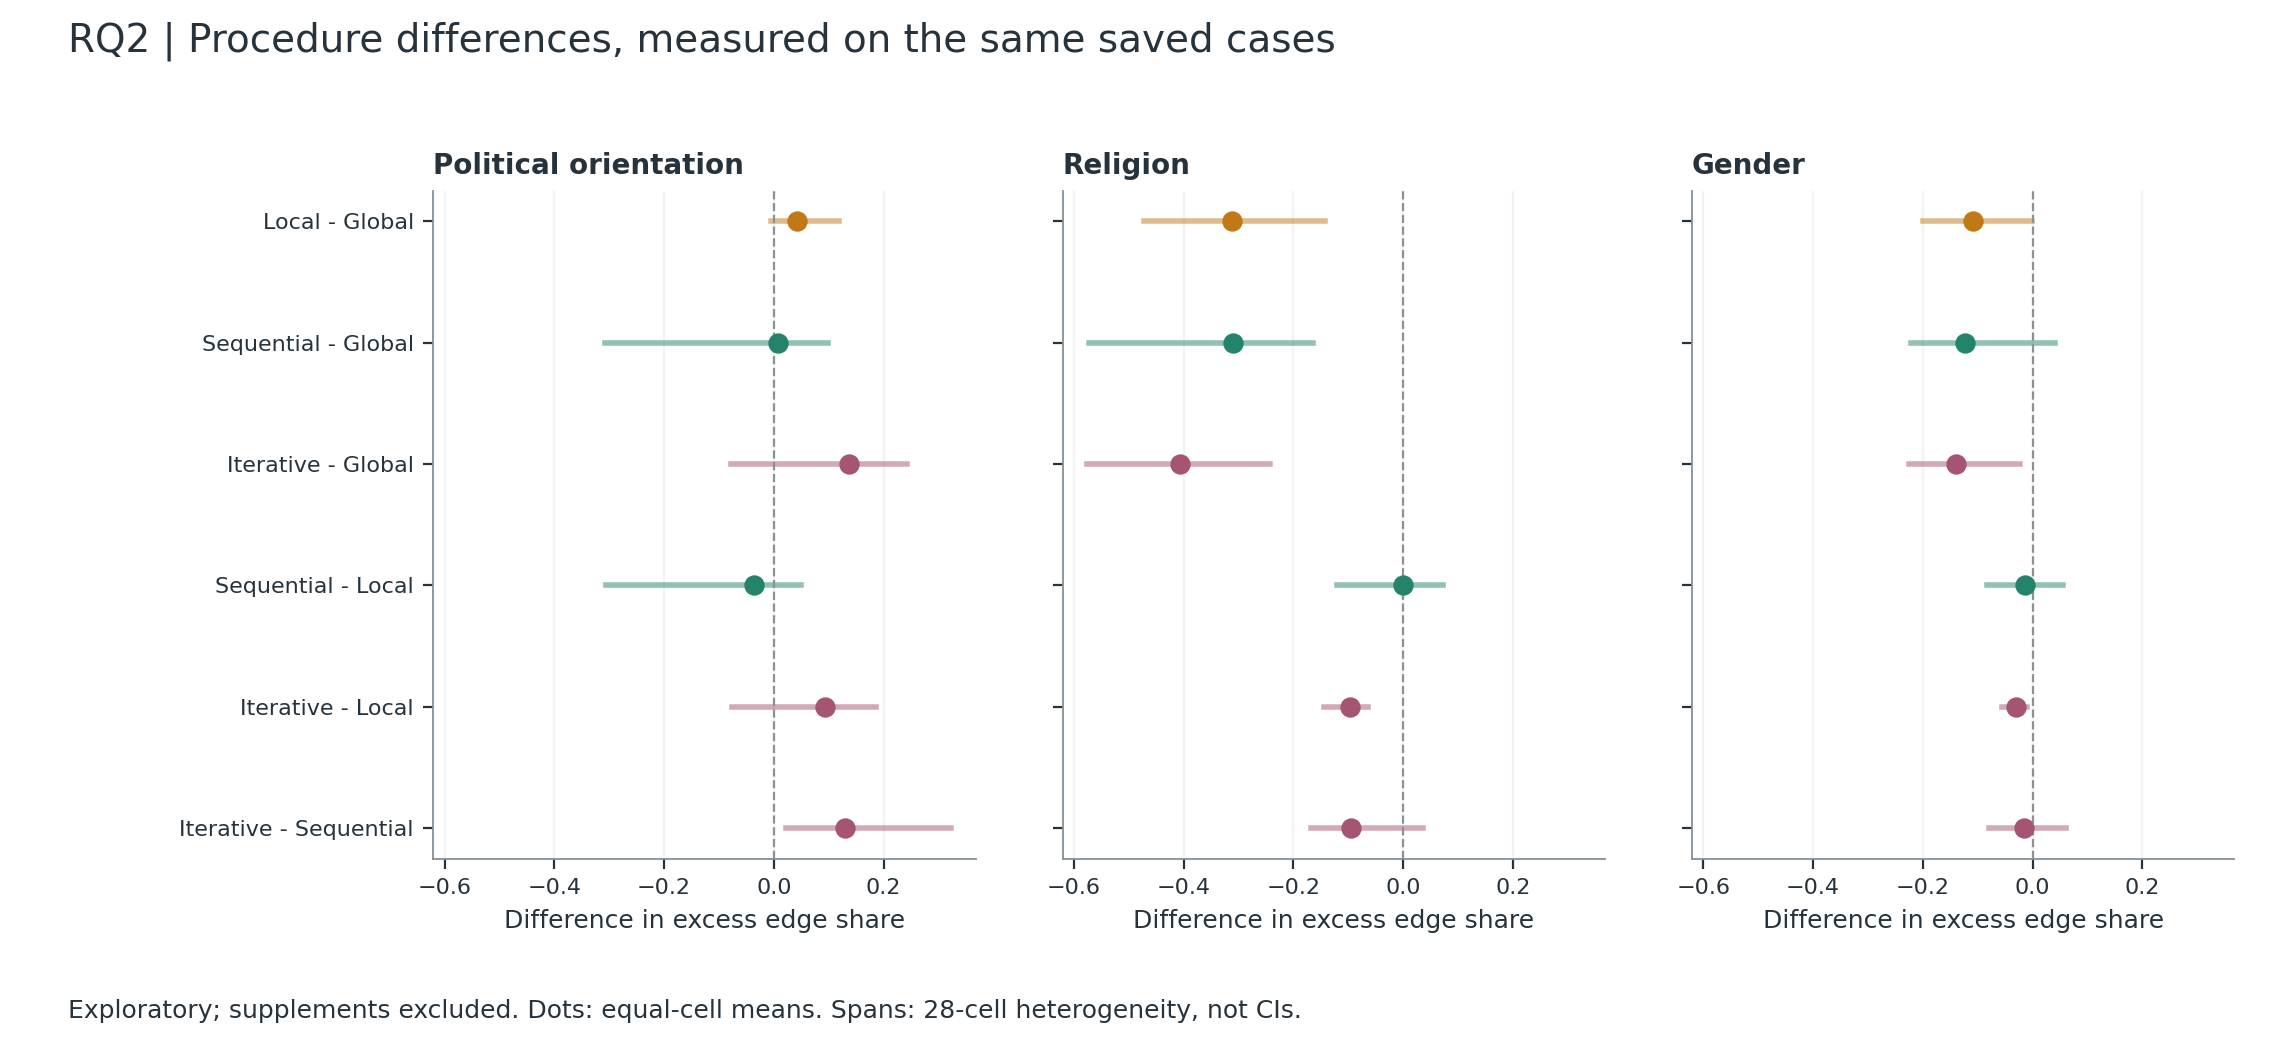 RQ2 | Procedure differences, measured on the same saved cases
Political orientation
Religion
Gender
Local - Global
Sequential - Global
Iterative - Global
Sequential - Local
Iterative - Local
Iterative - Sequential
−0.6 −0.4 −0.2 0.0 0.2
−0.6 −0.4 −0.2 0.0 0.2
−0.6 −0.4 −0.2 0.0 0.2
Difference in excess edge share
Difference in excess edge share
Difference in excess edge share
Exploratory; supplements excluded. Dots: equal-cell means. Spans: 28-cell heterogeneity, not CIs.